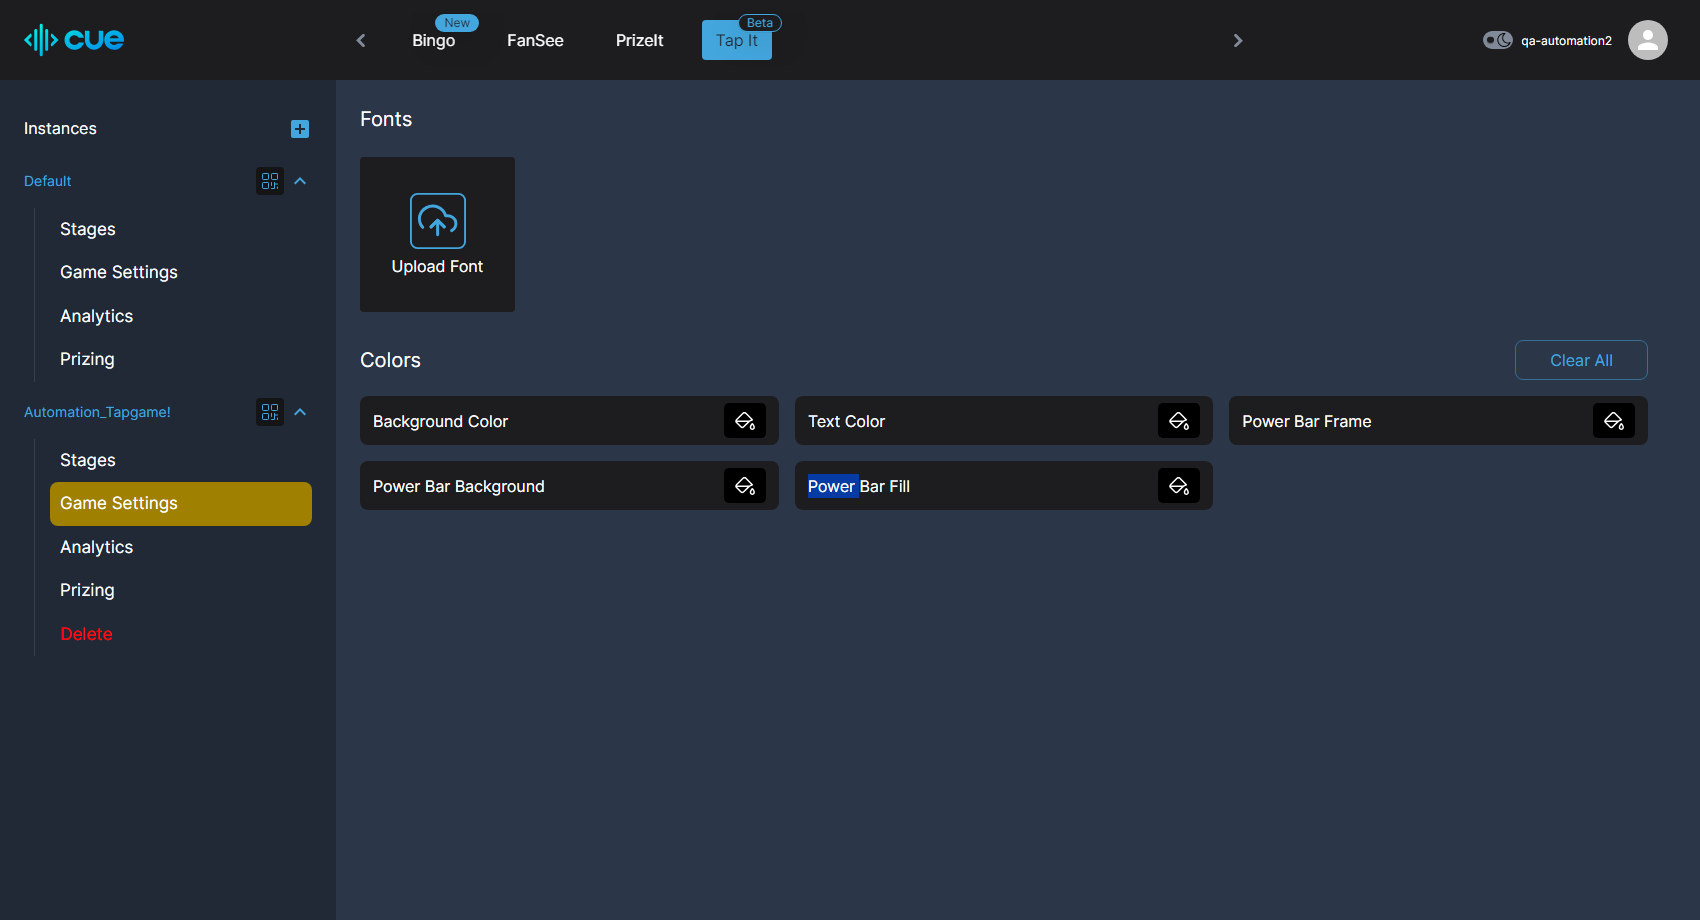 cue
Bingo
New
FanSee
PrizeIt
Tap It
Beta
qa-automation2
Instances
Default
Stages
Game Settings
Analytics
Prizing
Automation_Tapgame!
Stages
Game Settings
Analytics
Prizing
Delete
Fonts
Upload Font
Colors
Clear All
Background Color
Text Color
Power Bar Frame
Power Bar Background
Power Bar Fill